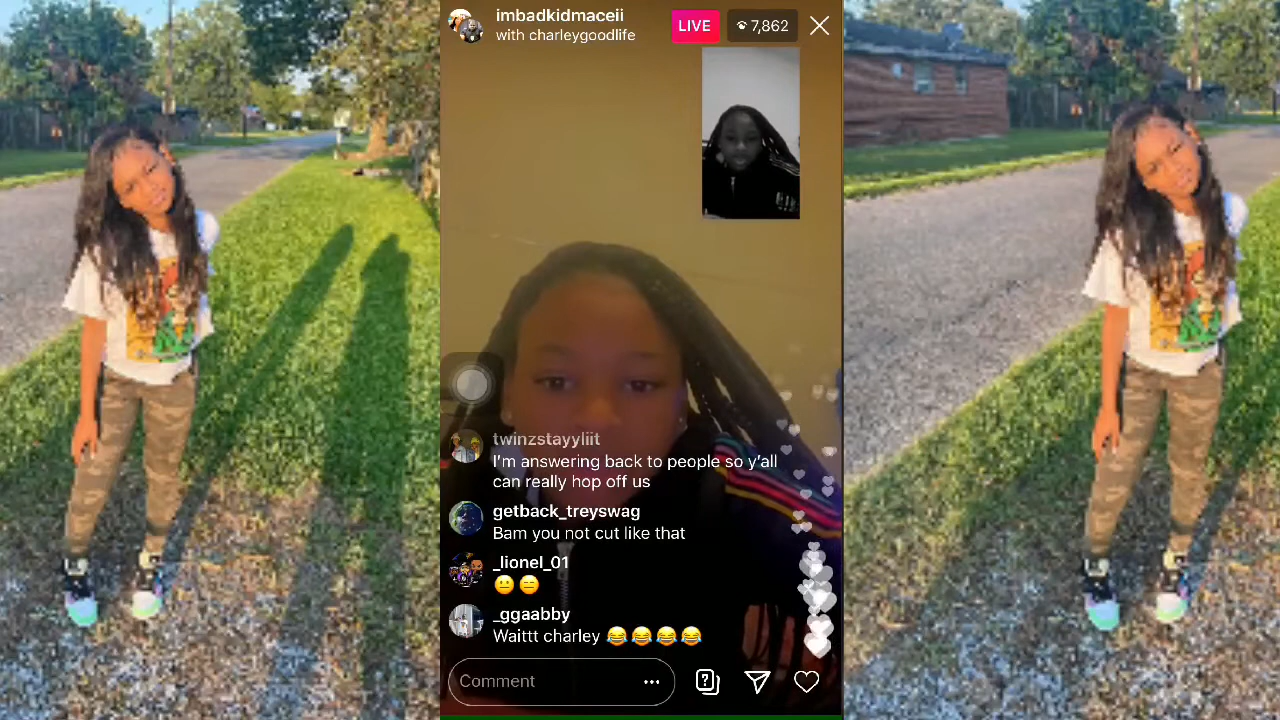 imbadkidmaceii
with charleygoodlife
LIVE
7,862
twinzstayyliit
I'm answering back to people so y'all
can really hop off us
getback_treyswag
Bam you not cut like that
_lionel_01
😐 😑
_ggaabby
Waittt charley 😂😂😂😂
Comment